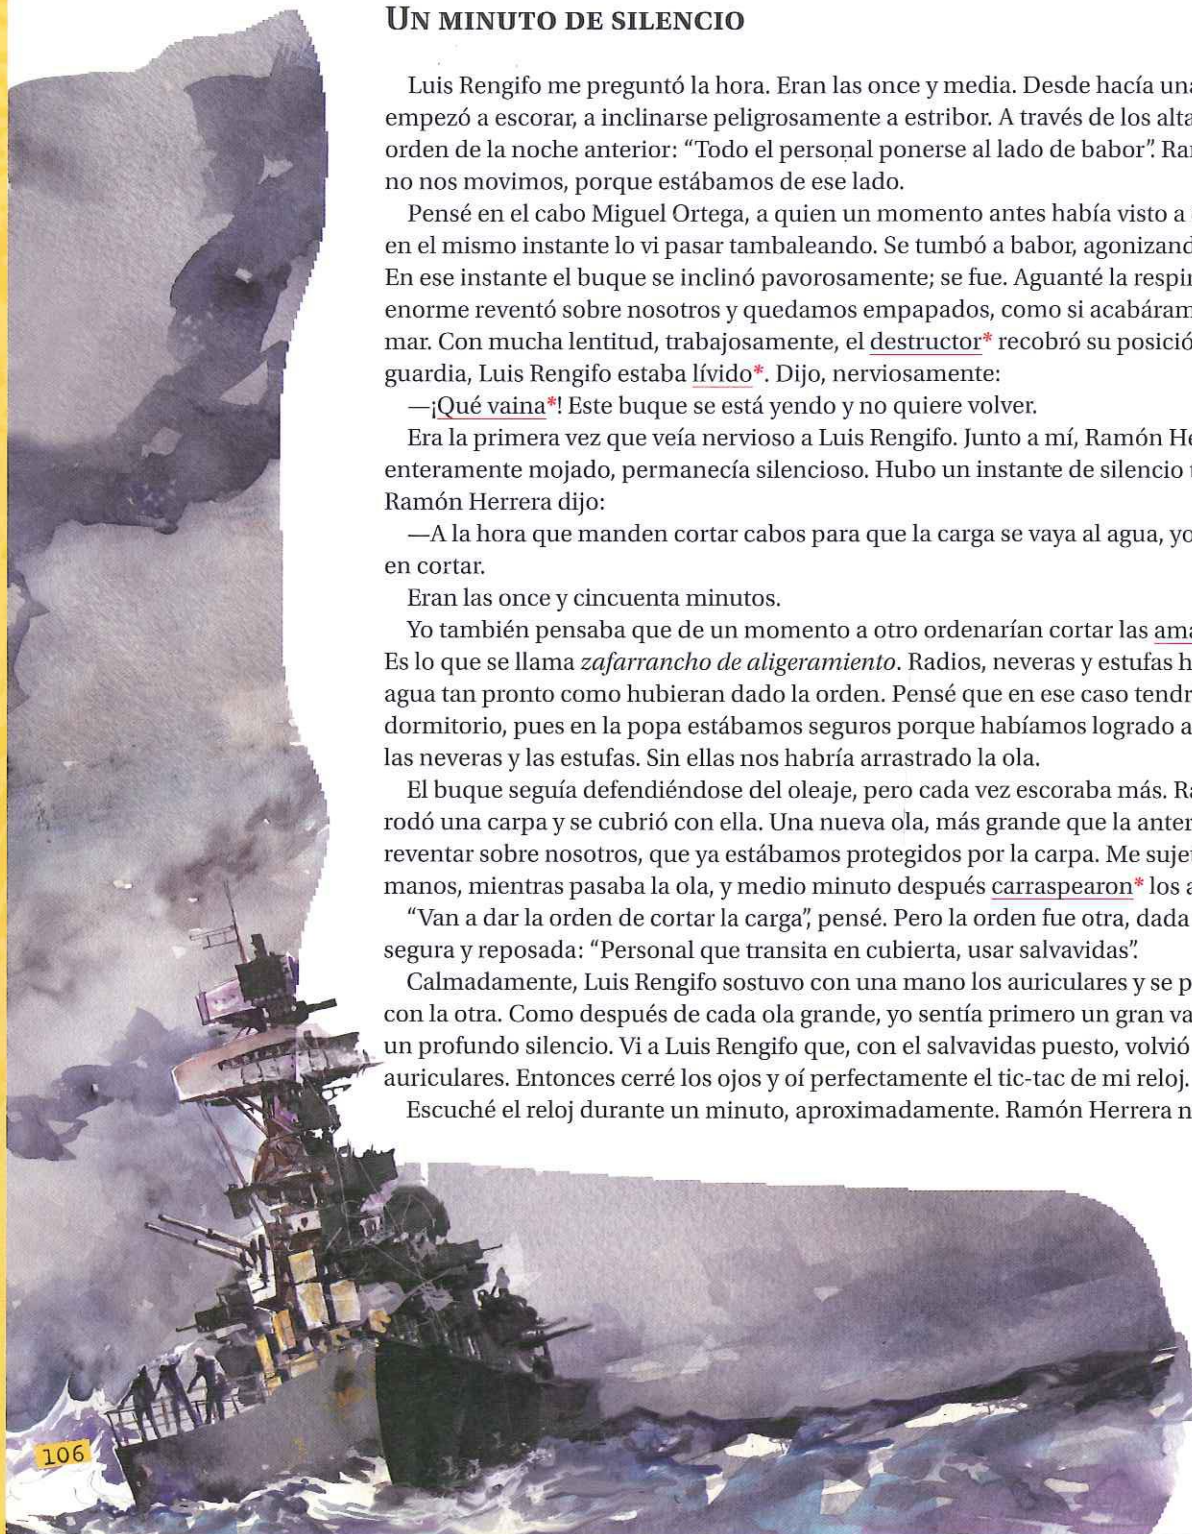 UN MINUTO DE SILENCIO
Luis Rengifo me preguntó la hora. Eran las once y media. Desde hacía una
empezó a escorar, a inclinarse peligrosamente a estribor. A través de los alta
orden de la noche anterior: “Todo el personal ponerse al lado de babor”. Ra
no nos movimos, porque estábamos de ese lado.
Pensé en el cabo Miguel Ortega, a quien un momento antes había visto a
en el mismo instante lo vi pasar tambaleando. Se tumbó a babor, agonizand
En ese instante el buque se inclinó pavorosamente; se fue. Aguanté la respi
enorme reventó sobre nosotros y quedamos empapados, como si acabáram
mar. Con mucha lentitud, trabajosamente, el destructor* recobró su posició
guardia, Luis Rengifo estaba lívido*. Dijo, nerviosamente:
—¡Qué vaina*! Este buque se está yendo y no quiere volver.
Era la primera vez que veía nervioso a Luis Rengifo. Junto a mí, Ramón He
enteramente mojado, permanecía silencioso. Hubo un instante de silencio
Ramón Herrera dijo:
—A la hora que manden cortar cabos para que la carga se vaya al agua, yo
en cortar.
Eran las once y cincuenta minutos.
Yo también pensaba que de un momento a otro ordenarían cortar las ama
Es lo que se llama zafarrancho de aligeramiento. Radios, neveras y estufas h
agua tan pronto como hubieran dado la orden. Pensé que en ese caso tendr
dormitorio, pues en la popa estábamos seguros porque habíamos logrado a
las neveras y las estufas. Sin ellas nos habría arrastrado la ola.
El buque seguía defendiéndose del oleaje, pero cada vez escoraba más. Ra
rodó una carpa y se cubrió con ella. Una nueva ola, más grande que la anter
reventar sobre nosotros, que ya estábamos protegidos por la carpa. Me suje
manos, mientras pasaba la ola, y medio minuto después carraspearon* los a
“Van a dar la orden de cortar la carga”, pensé. Pero la orden fue otra, dada
segura y reposada: “Personal que transita en cubierta, usar salvavidas”.
Calmadamente, Luis Rengifo sostuvo con una mano los auriculares y se p
con la otra. Como después de cada ola grande, yo sentía primero un gran va
un profundo silencio. Vi a Luis Rengifo que, con el salvavidas puesto, volvió
auriculares. Entonces cerré los ojos y oí perfectamente el tic-tac de mi reloj.
Escuché el reloj durante un minuto, aproximadamente. Ramón Herrera n
106